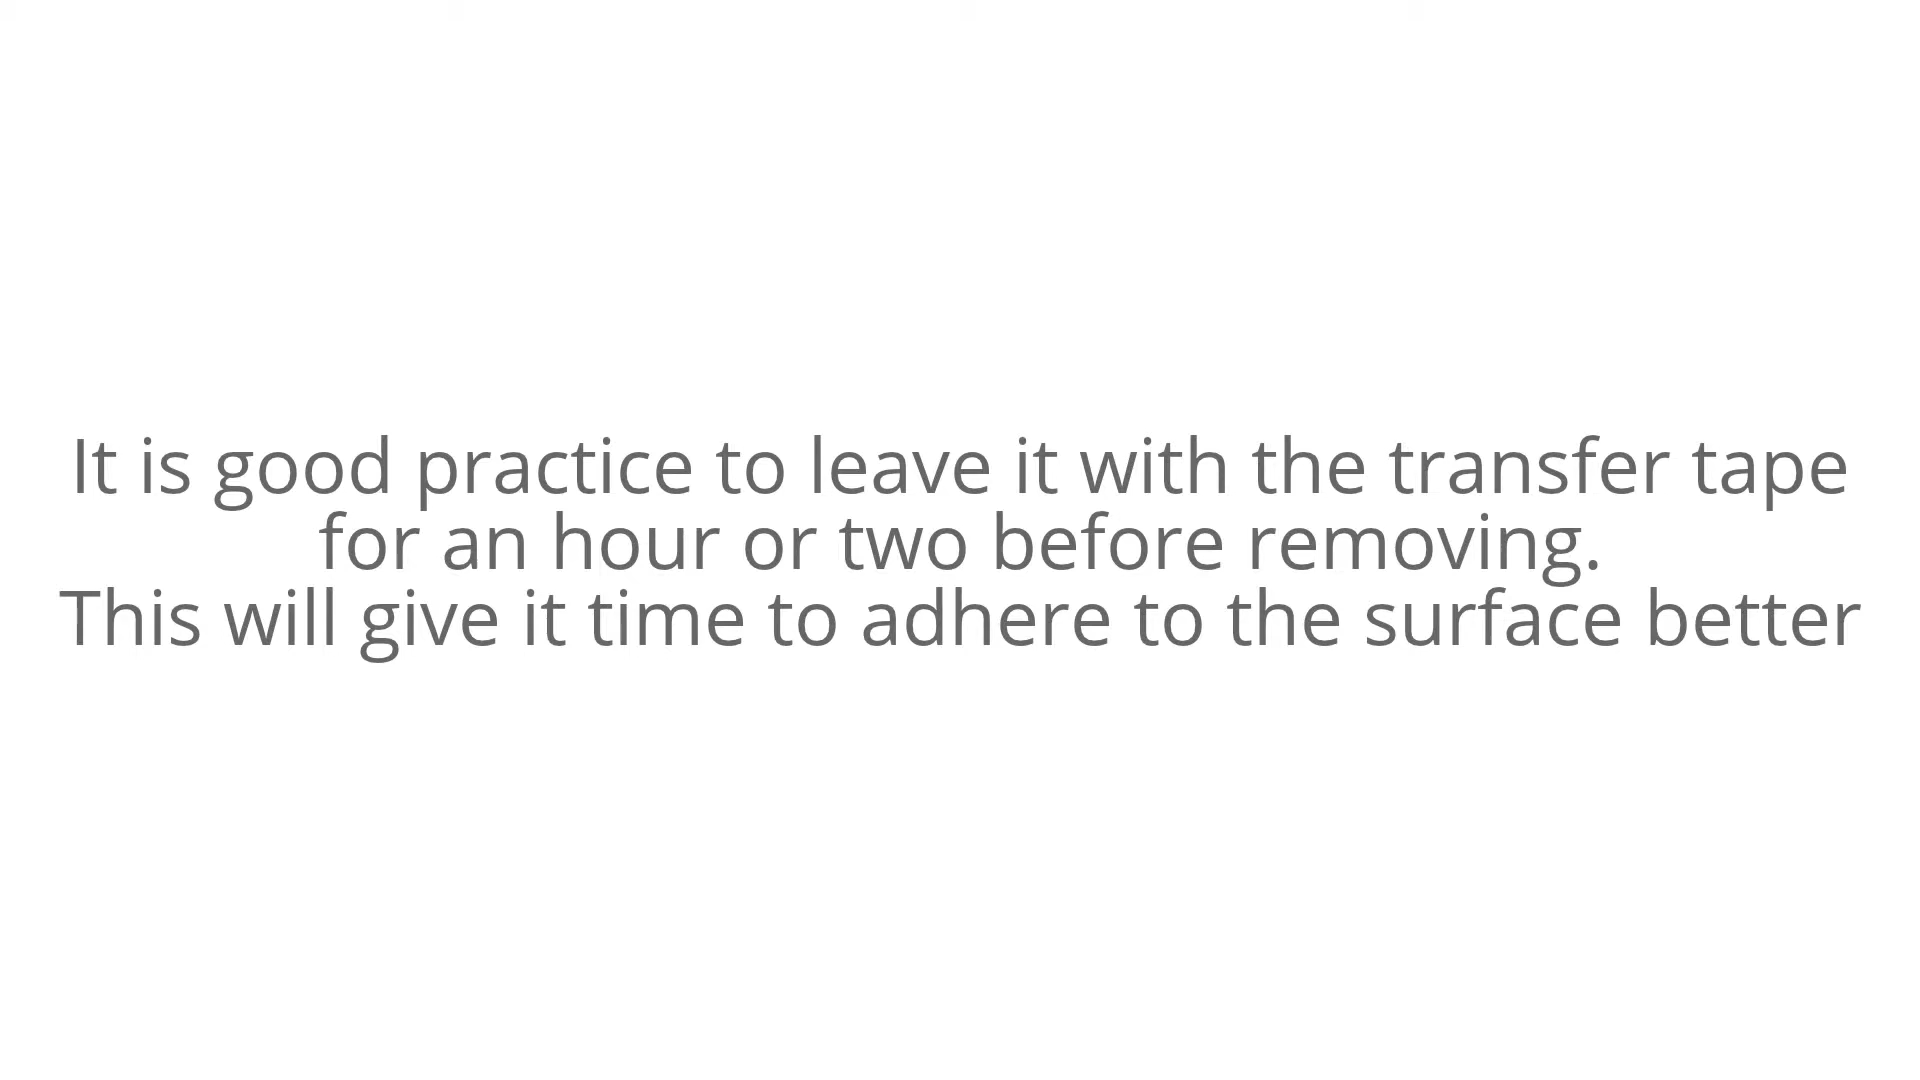 It is good practice to leave it with the transfer tape
for an hour or two before removing.
This will give it time to adhere to the surface better